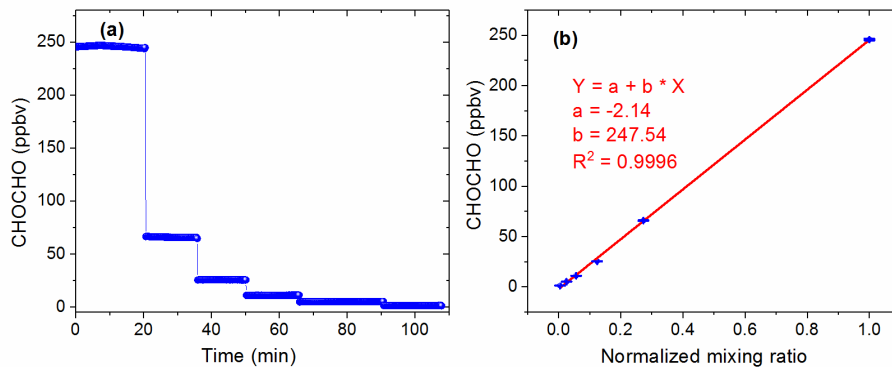 (a)
CHOCHO (ppbv)
250
200
150
100
50
0
0 20 40 60 80 100
Time (min)
(b)
CHOCHO (ppbv)
250
200
150
100
50
0
Y = a + b * X
a = -2.14
b = 247.54
R² = 0.9996
0.0 0.2 0.4 0.6 0.8 1.0
Normalized mixing ratio